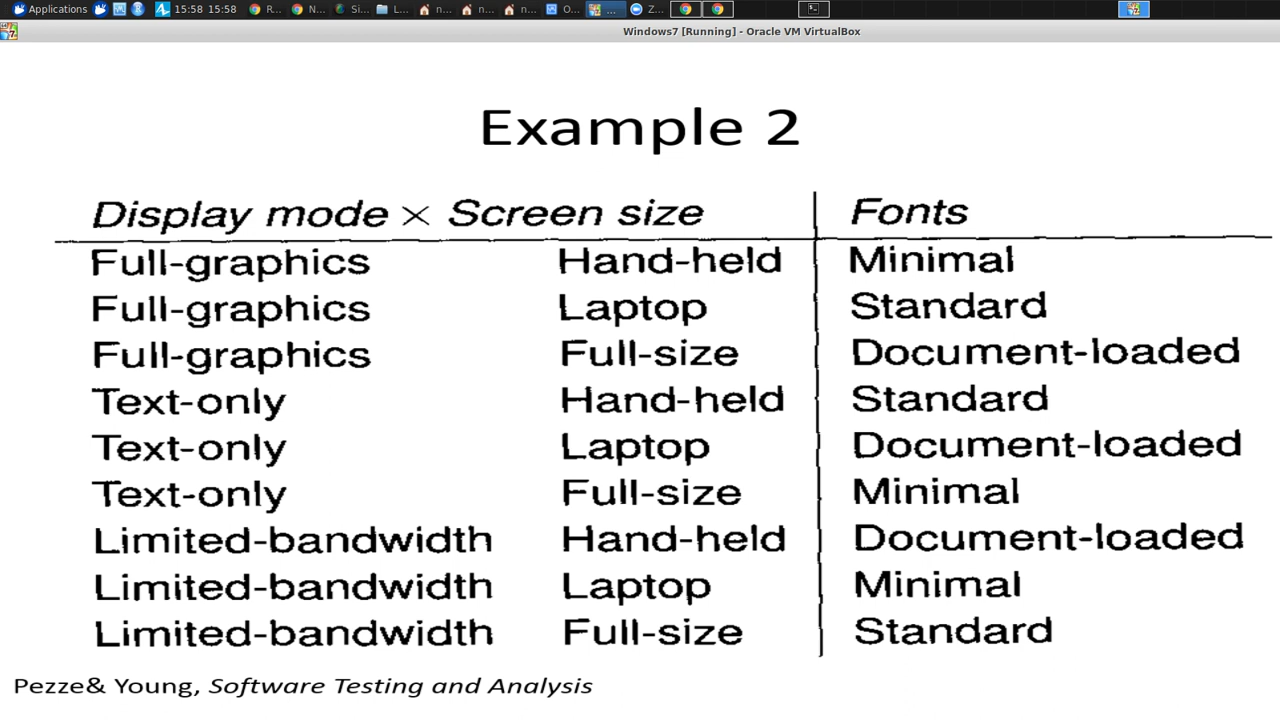 Applications 15:58 15:58 R... N... Si... L... n... n... n... O... ... Z...
Windows7 [Running] - Oracle VM VirtualBox
Example 2
Display mode × Screen size Fonts
Full-graphics Hand-held Minimal
Full-graphics Laptop Standard
Full-graphics Full-size Document-loaded
Text-only Hand-held Standard
Text-only Laptop Document-loaded
Text-only Full-size Minimal
Limited-bandwidth Hand-held Document-loaded
Limited-bandwidth Laptop Minimal
Limited-bandwidth Full-size Standard
Pezze& Young, Software Testing and Analysis